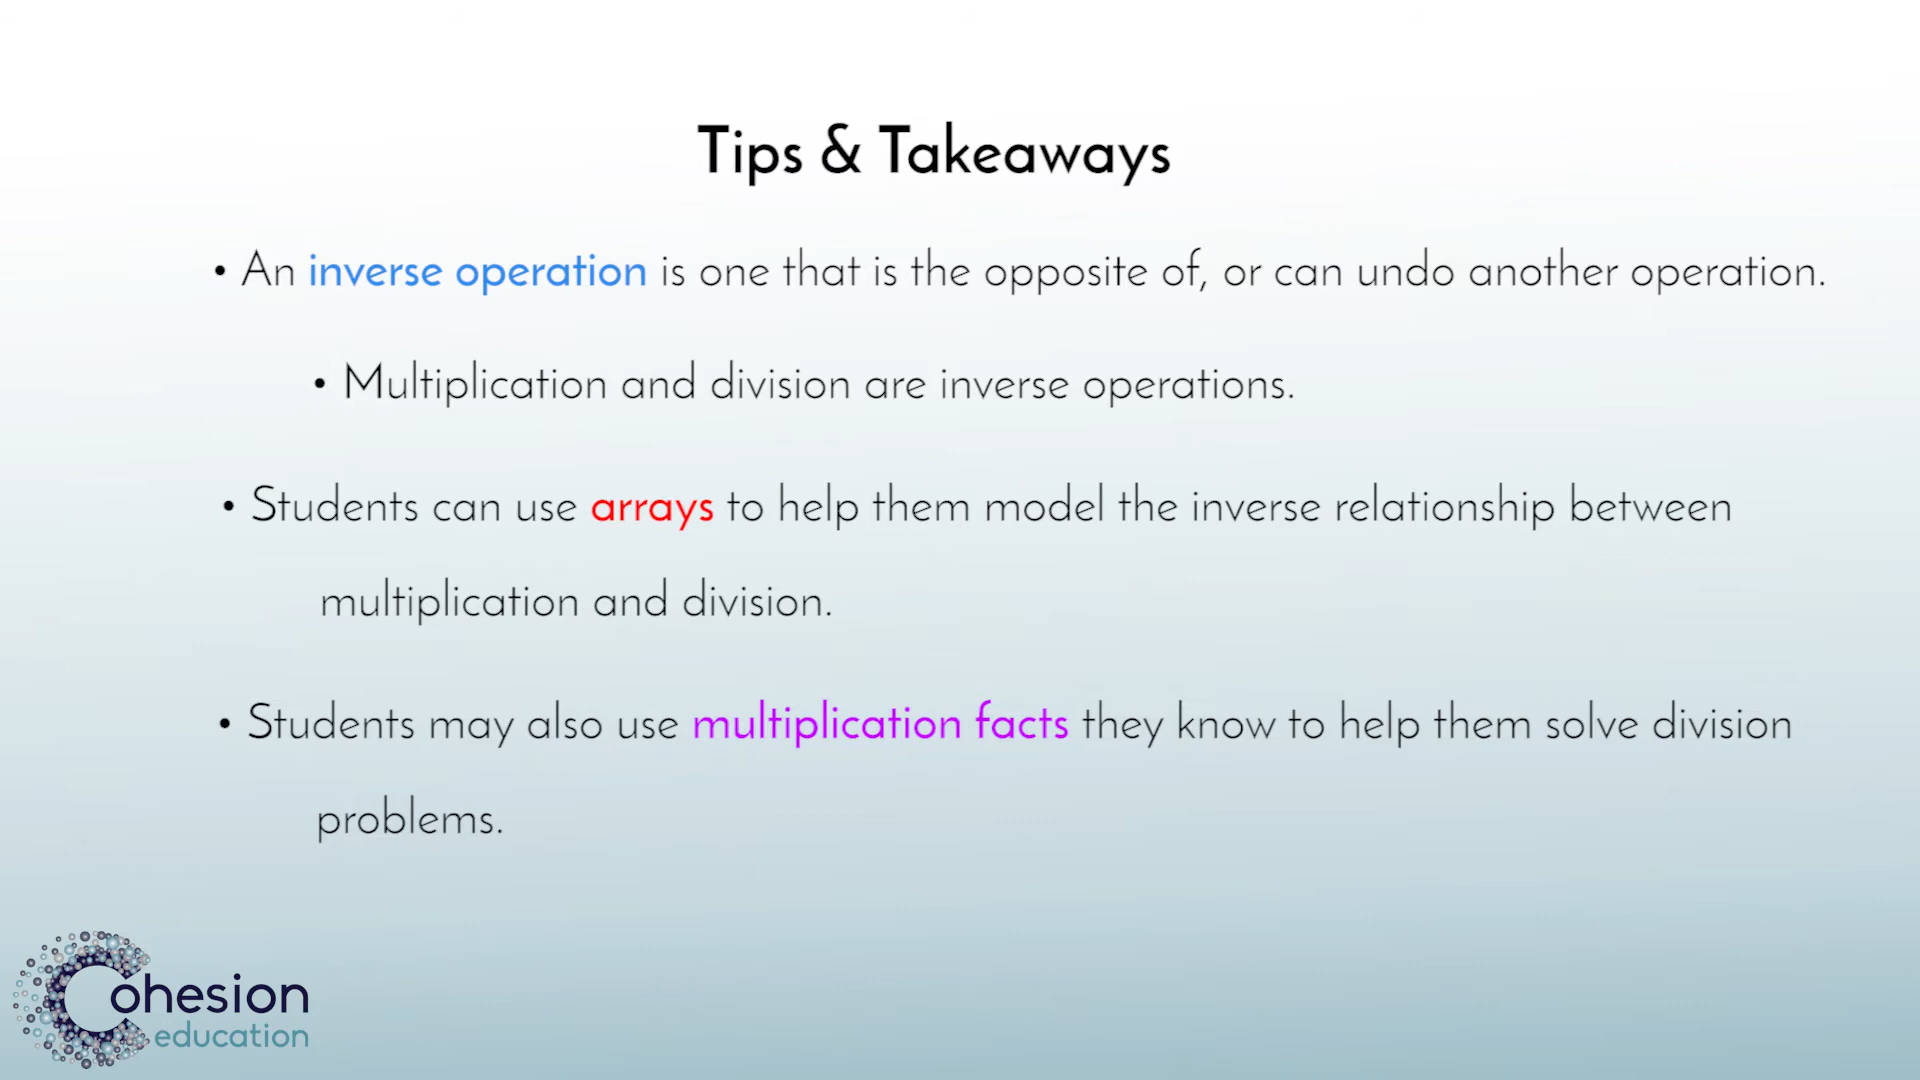 Tips & Takeaways
• An inverse operation is one that is the opposite of, or can undo another operation.
• Multiplication and division are inverse operations.
• Students can use arrays to help them model the inverse relationship between
multiplication and division.
• Students may also use multiplication facts they know to help them solve division
problems.
Cohesion
education